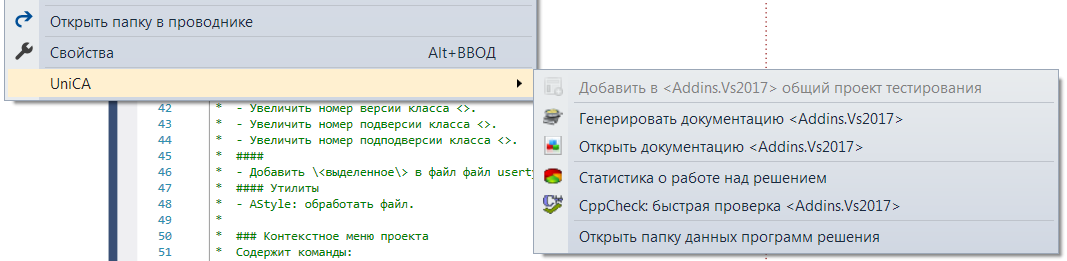 Открыть папку в проводнике
Свойства Alt+ВВОД
UniCA
Добавить в <Addins.Vs2017> общий проект тестирования
Генерировать документацию <Addins.Vs2017>
Открыть документацию <Addins.Vs2017>
Статистика о работе над решением
CppCheck: быстрая проверка <Addins.Vs2017>
Открыть папку данных программ решения
42 * - Увеличить номер версии класса <>.
43 * - Увеличить номер подверсии класса <>.
44 * - Увеличить номер подподверсии класса <>.
45 * ####
46 * - Добавить \<выделенное\> в файл файл userty
47 * #### Утилиты
48 * - AStyle: обработать файл.
49 *
50 * ### Контекстное меню проекта
51 * Содержит команды: